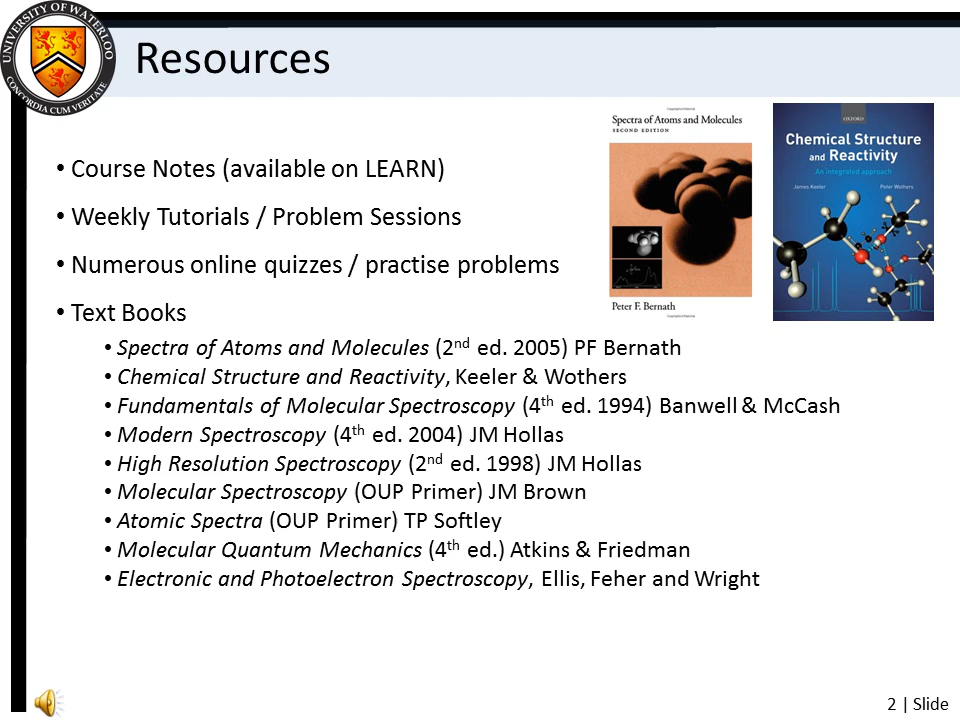 UNIVERSITY OF WATERLOO
CONCORDIA CUM VERITATE
Resources
• Course Notes (available on LEARN)
• Weekly Tutorials / Problem Sessions
• Numerous online quizzes / practise problems
• Text Books
• Spectra of Atoms and Molecules (2nd ed. 2005) PF Bernath
• Chemical Structure and Reactivity, Keeler & Wothers
• Fundamentals of Molecular Spectroscopy (4th ed. 1994) Banwell & McCash
• Modern Spectroscopy (4th ed. 2004) JM Hollas
• High Resolution Spectroscopy (2nd ed. 1998) JM Hollas
• Molecular Spectroscopy (OUP Primer) JM Brown
• Atomic Spectra (OUP Primer) TP Softley
• Molecular Quantum Mechanics (4th ed.) Atkins & Friedman
• Electronic and Photoelectron Spectroscopy, Ellis, Feher and Wright
Spectra of Atoms and Molecules
SECOND EDITION
Peter F. Bernath
OXFORD
Chemical Structure
and Reactivity
An integrated approach
James Keeler Peter Wothers
2 | Slide